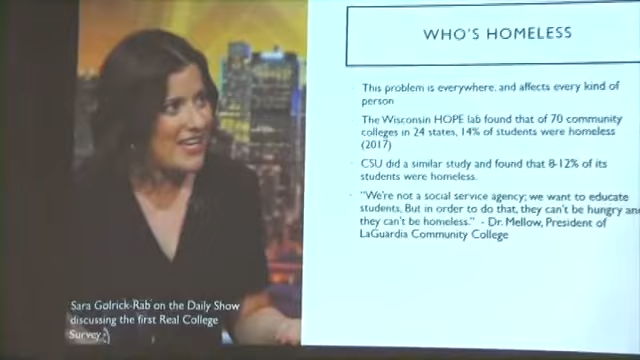 WHO'S HOMELESS
This problem is everywhere. and affects every kind of
person
The Wisconsin HOPE lab found that of 70 community
colleges in 24 states, 14% of students were homeless
(2017)
CSU did a similar study and found that 8-12% of its
students were homeless.
"We're not a social service agency; we want to educate
students. But in order to do that, they can't be hungry and
they can't be homeless." - Dr. Mellow, President of
LaGuardia Community College
Sara Golrick-Rab on the Daily Show
discussing the first Real College
Survey:)